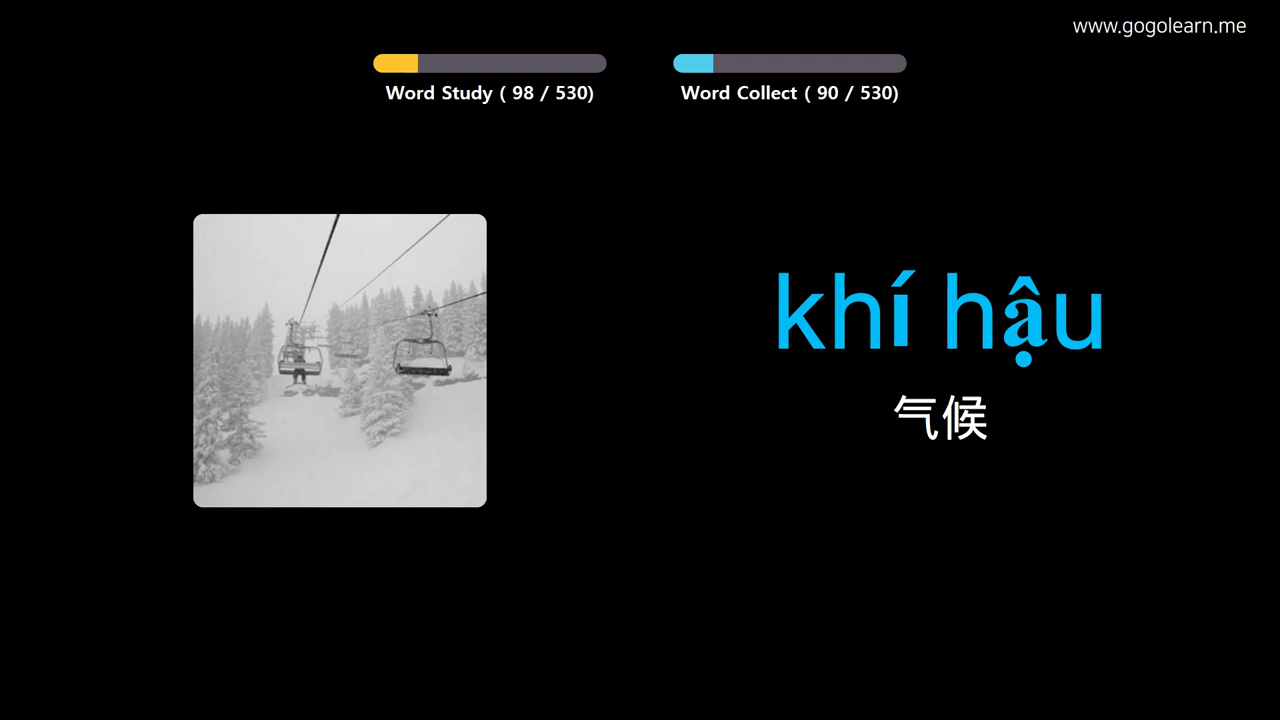 www.gogolearn.me
Word Study ( 98 / 530)
Word Collect ( 90 / 530)
khí hậu
气候